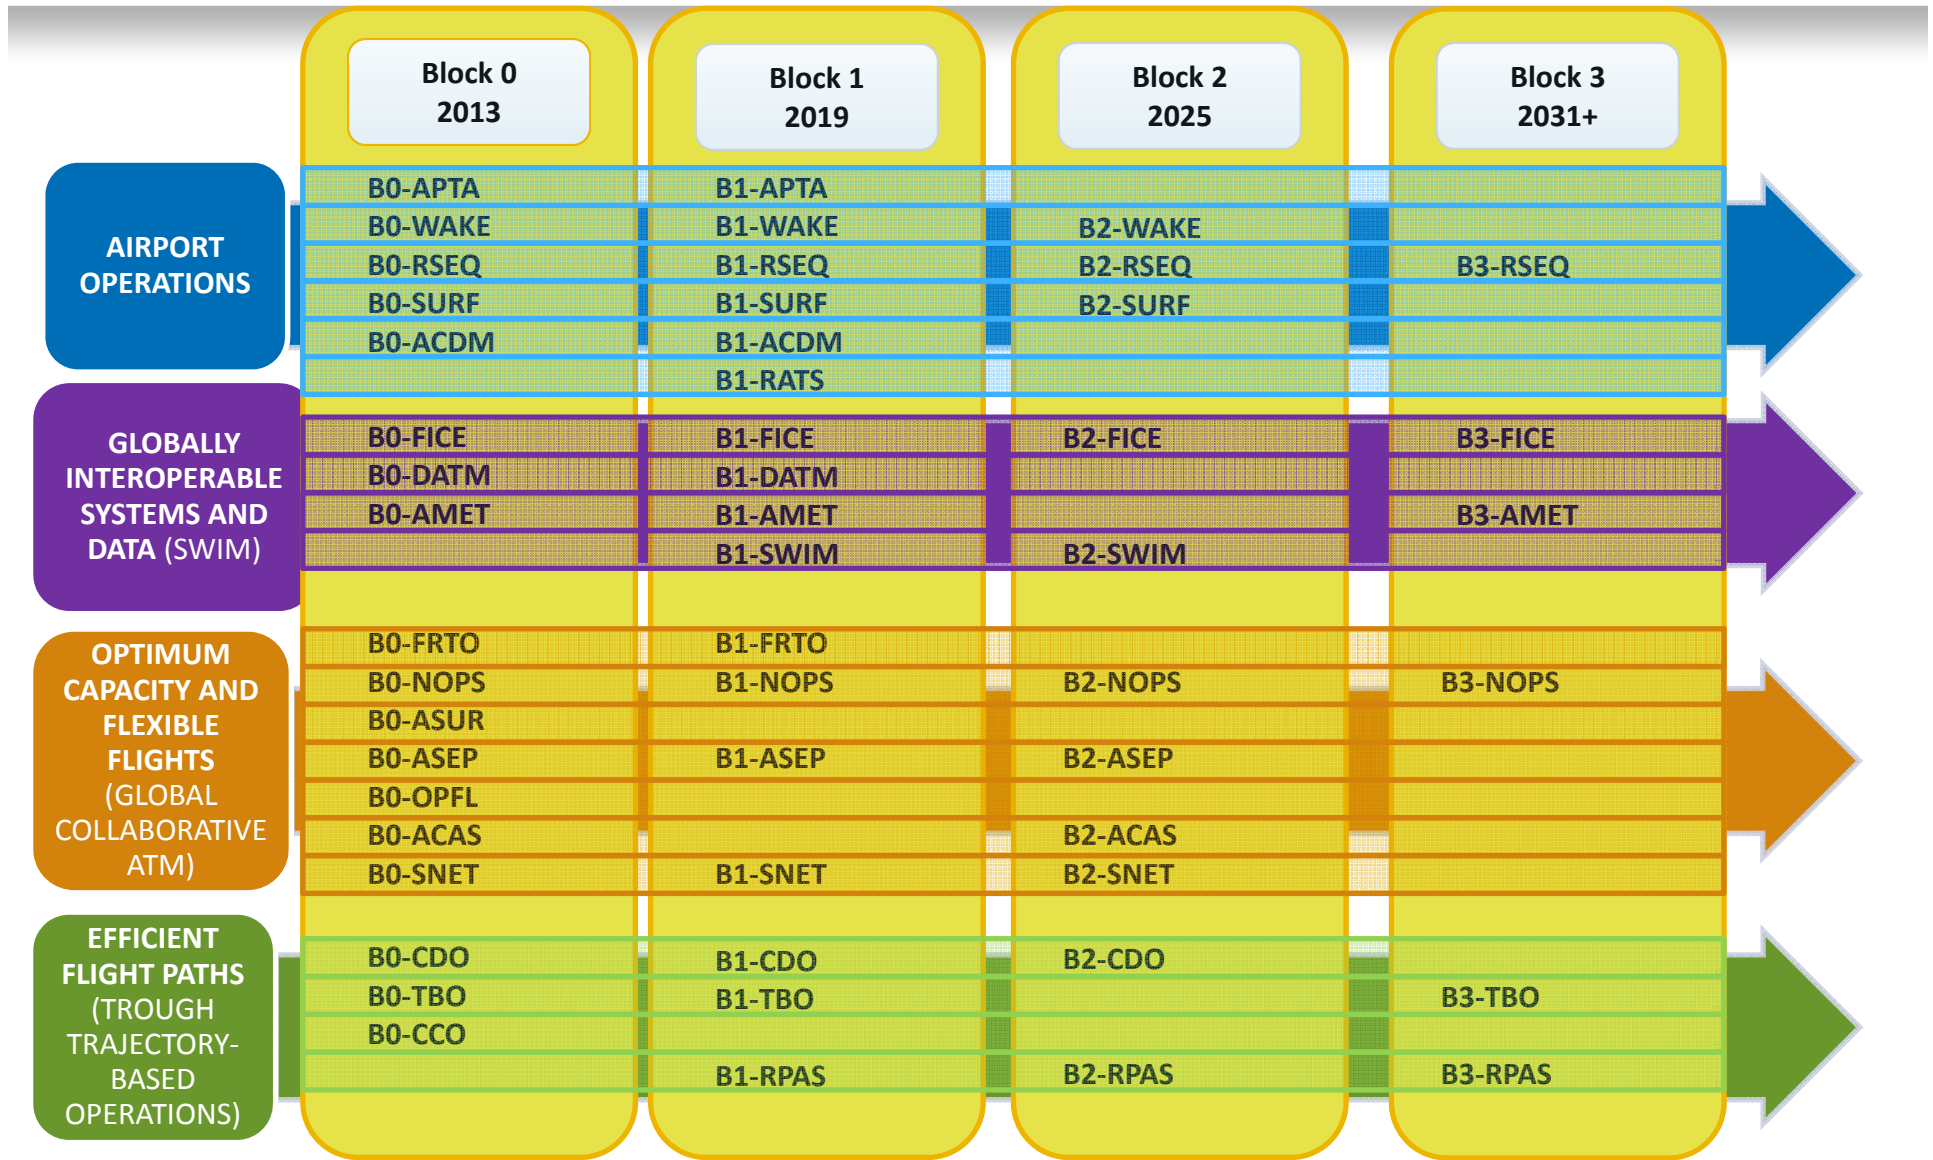 Block 0
2013
Block 1
2019
Block 2
2025
Block 3
2031+
AIRPORT
OPERATIONS
B0-APTA
B1-APTA
B0-WAKE
B1-WAKE
B2-WAKE
B0-RSEQ
B1-RSEQ
B2-RSEQ
B3-RSEQ
B0-SURF
B1-SURF
B2-SURF
B0-ACDM
B1-ACDM
B1-RATS
GLOBALLY
INTEROPERABLE
SYSTEMS AND
DATA (SWIM)
B0-FICE
B1-FICE
B2-FICE
B3-FICE
B0-DATM
B1-DATM
B0-AMET
B1-AMET
B3-AMET
B1-SWIM
B2-SWIM
OPTIMUM
CAPACITY AND
FLEXIBLE
FLIGHTS
(GLOBAL
COLLABORATIVE
ATM)
B0-FRTO
B1-FRTO
B0-NOPS
B1-NOPS
B2-NOPS
B3-NOPS
B0-ASUR
B0-ASEP
B1-ASEP
B2-ASEP
B0-OPFL
B0-ACAS
B2-ACAS
B0-SNET
B1-SNET
B2-SNET
EFFICIENT
FLIGHT PATHS
(TROUGH
TRAJECTORY-
BASED
OPERATIONS)
B0-CDO
B1-CDO
B2-CDO
B0-TBO
B1-TBO
B3-TBO
B0-CCO
B1-RPAS
B2-RPAS
B3-RPAS